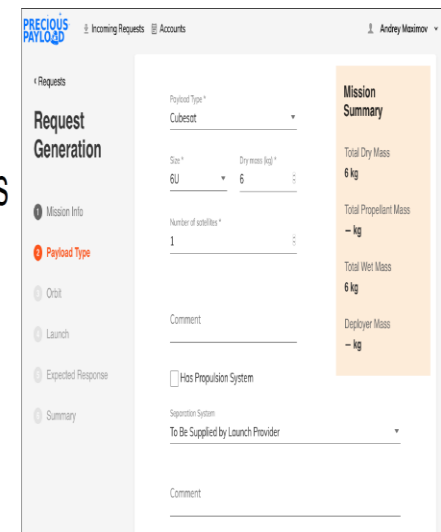 PRECIOUS
PAYLOAD
Incoming Requests
Accounts
Andrey Maximov
‹ Requests
Request
Generation
1 Mission Info
2 Payload Type
3 Orbit
4 Launch
5 Expected Response
6 Summary
Payload Type *
Cubesat
Size *
Dry mass (kg) *
6U
6
Number of satellites *
1
Comment
Has Propulsion System
Separation System
To Be Supplied by Launch Provider
Comment
Mission
Summary
Total Dry Mass
6 kg
Total Propellant Mass
— kg
Total Wet Mass
6 kg
Deployer Mass
— kg
s